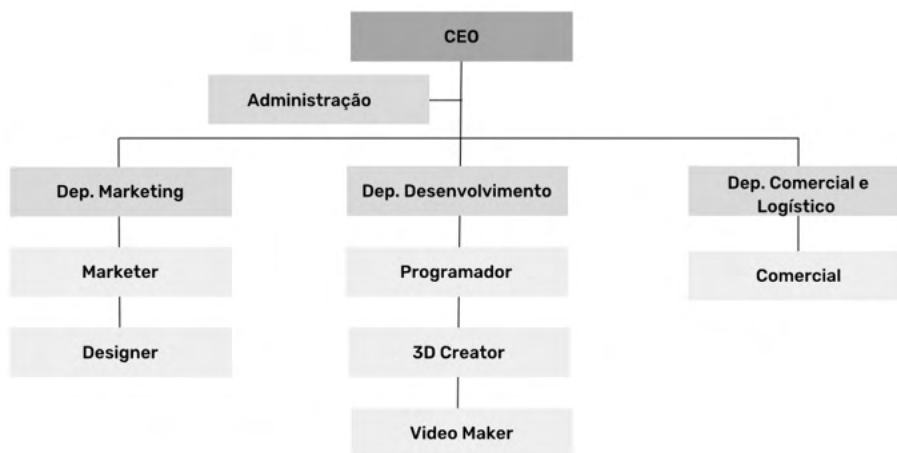 CEO
Administração
Dep. Marketing
Dep. Desenvolvimento
Dep. Comercial e
Logístico
Marketer
Programador
Comercial
Designer
3D Creator
Video Maker